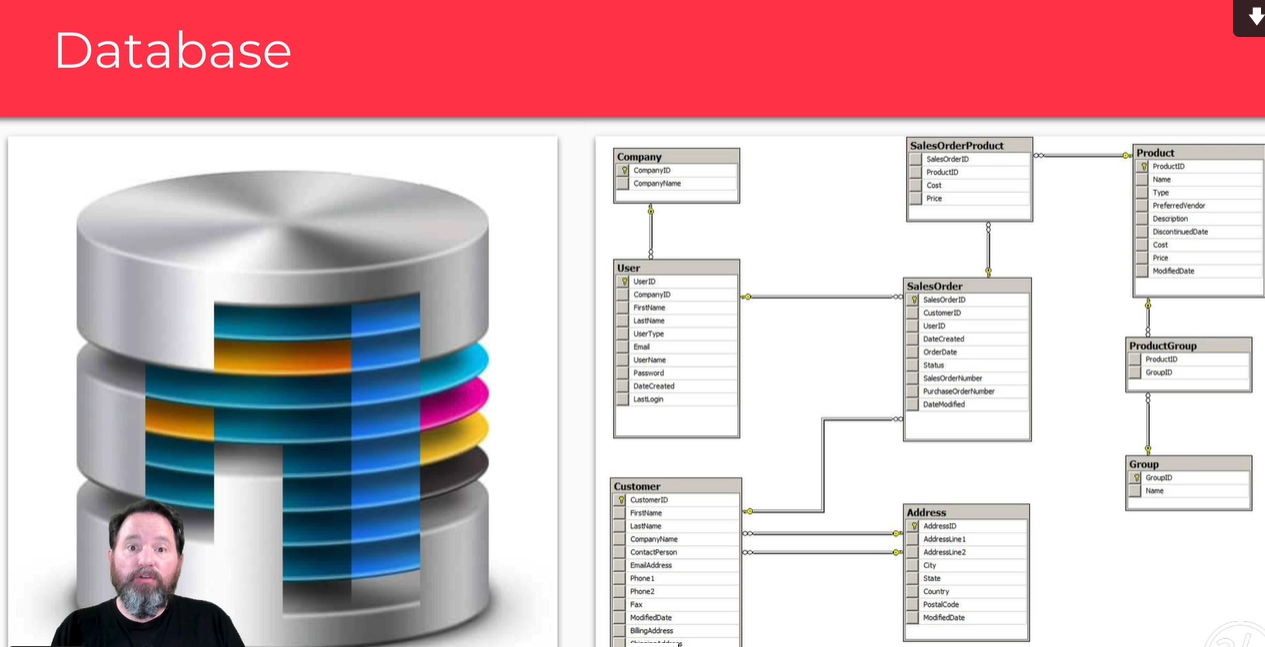 Database
Company
CompanyID
CompanyName
User
UserID
CompanyID
FirstName
LastName
UserType
Email
UserName
Password
DateCreated
LastLogin
Customer
CustomerID
FirstName
LastName
CompanyName
ContactPerson
EmailAddress
Phone1
Phone2
Fax
ModifiedDate
BillingAddress
SalesOrderProduct
SalesOrderID
ProductID
Cost
Price
SalesOrder
SalesOrderID
CustomerID
UserID
DateCreated
OrderDate
Status
SalesOrderNumber
PurchaseOrderNumber
DateModified
Address
AddressID
AddressLine1
AddressLine2
City
State
Country
PostalCode
ModifiedDate
Product
ProductID
Name
Type
PreferredVendor
Description
DiscontinuedDate
Cost
Price
ModifiedDate
ProductGroup
ProductID
GroupID
Group
GroupID
Name